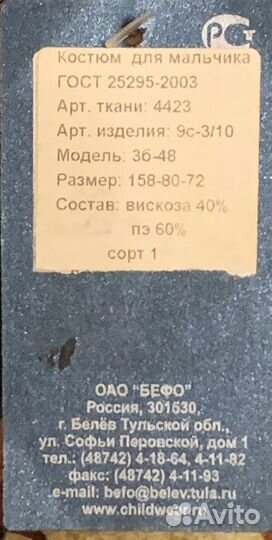 РСТ
Костюм для мальчика
ГОСТ 25295-2003
Арт. ткани: 4423
Арт. изделия: 9с-3/10
Модель: 3б-48
Размер: 158-80-72
Состав: вискоза 40%
пэ 60%
сорт 1
ОАО "БЕФО"
Россия, 301530,
г. Белёв Тульской обл.,
ул. Софьи Перовской, дом 1
тел.: (48742) 4-18-64, 4-11-82
факс: (48742) 4-11-93
e-mail: befo@belev.tula.ru
Avito